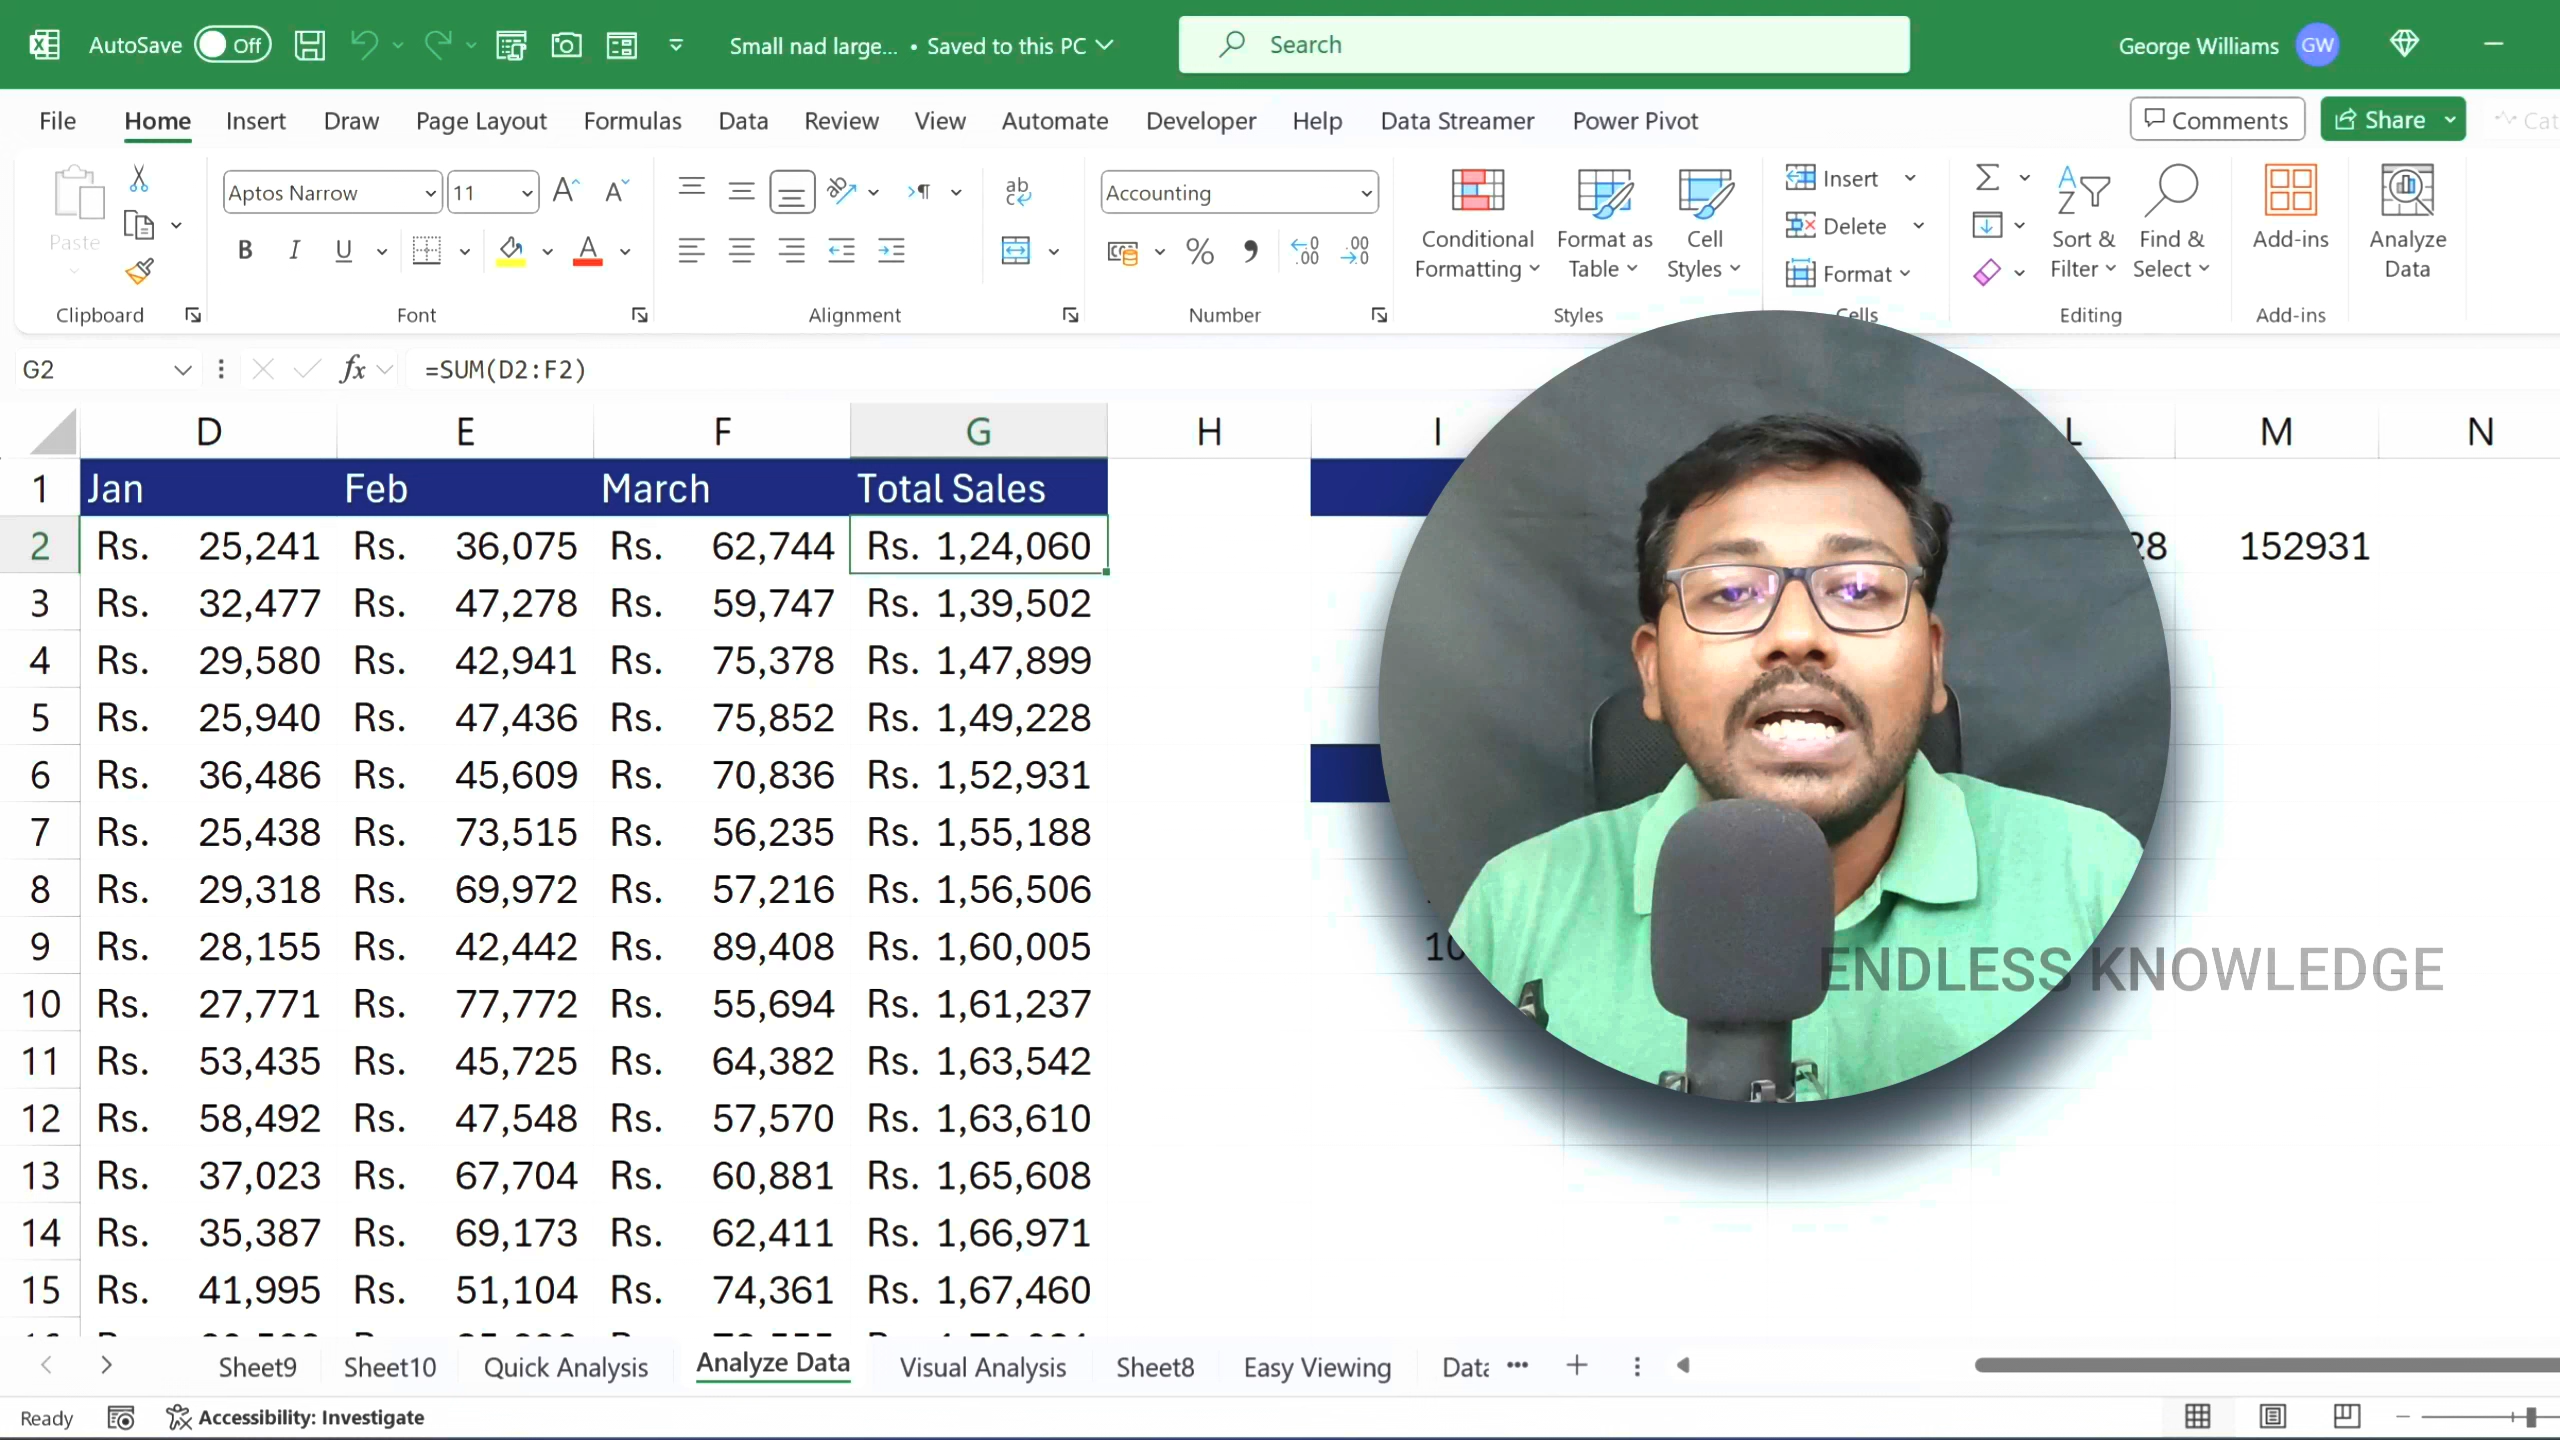 AutoSave Off Small nad large... • Saved to this PC Search George Williams GW
File Home Insert Draw Page Layout Formulas Data Review View Automate Developer Help Data Streamer Power Pivot Comments Share
Aptos Narrow 11 Accounting Insert
Paste Conditional Format as Cell Delete Sort & Find & Add-ins Analyze
Formatting Table Styles Format Filter Select Data
Clipboard Font Alignment Number Styles Cells Editing Add-ins
G2 fx =SUM(D2:F2)
D E F G H I L M N
1 Jan Feb March Total Sales
2 Rs. 25,241 Rs. 36,075 Rs. 62,744 Rs. 1,24,060 28 152931
3 Rs. 32,477 Rs. 47,278 Rs. 59,747 Rs. 1,39,502
4 Rs. 29,580 Rs. 42,941 Rs. 75,378 Rs. 1,47,899
5 Rs. 25,940 Rs. 47,436 Rs. 75,852 Rs. 1,49,228
6 Rs. 36,486 Rs. 45,609 Rs. 70,836 Rs. 1,52,931
7 Rs. 25,438 Rs. 73,515 Rs. 56,235 Rs. 1,55,188
8 Rs. 29,318 Rs. 69,972 Rs. 57,216 Rs. 1,56,506
9 Rs. 28,155 Rs. 42,442 Rs. 89,408 Rs. 1,60,005 10
ENDLESS KNOWLEDGE
10 Rs. 27,771 Rs. 77,772 Rs. 55,694 Rs. 1,61,237
11 Rs. 53,435 Rs. 45,725 Rs. 64,382 Rs. 1,63,542
12 Rs. 58,492 Rs. 47,548 Rs. 57,570 Rs. 1,63,610
13 Rs. 37,023 Rs. 67,704 Rs. 60,881 Rs. 1,65,608
14 Rs. 35,387 Rs. 69,173 Rs. 62,411 Rs. 1,66,971
15 Rs. 41,995 Rs. 51,104 Rs. 74,361 Rs. 1,67,460
Sheet9 Sheet10 Quick Analysis Analyze Data Visual Analysis Sheet8 Easy Viewing Data ...
Ready Accessibility: Investigate